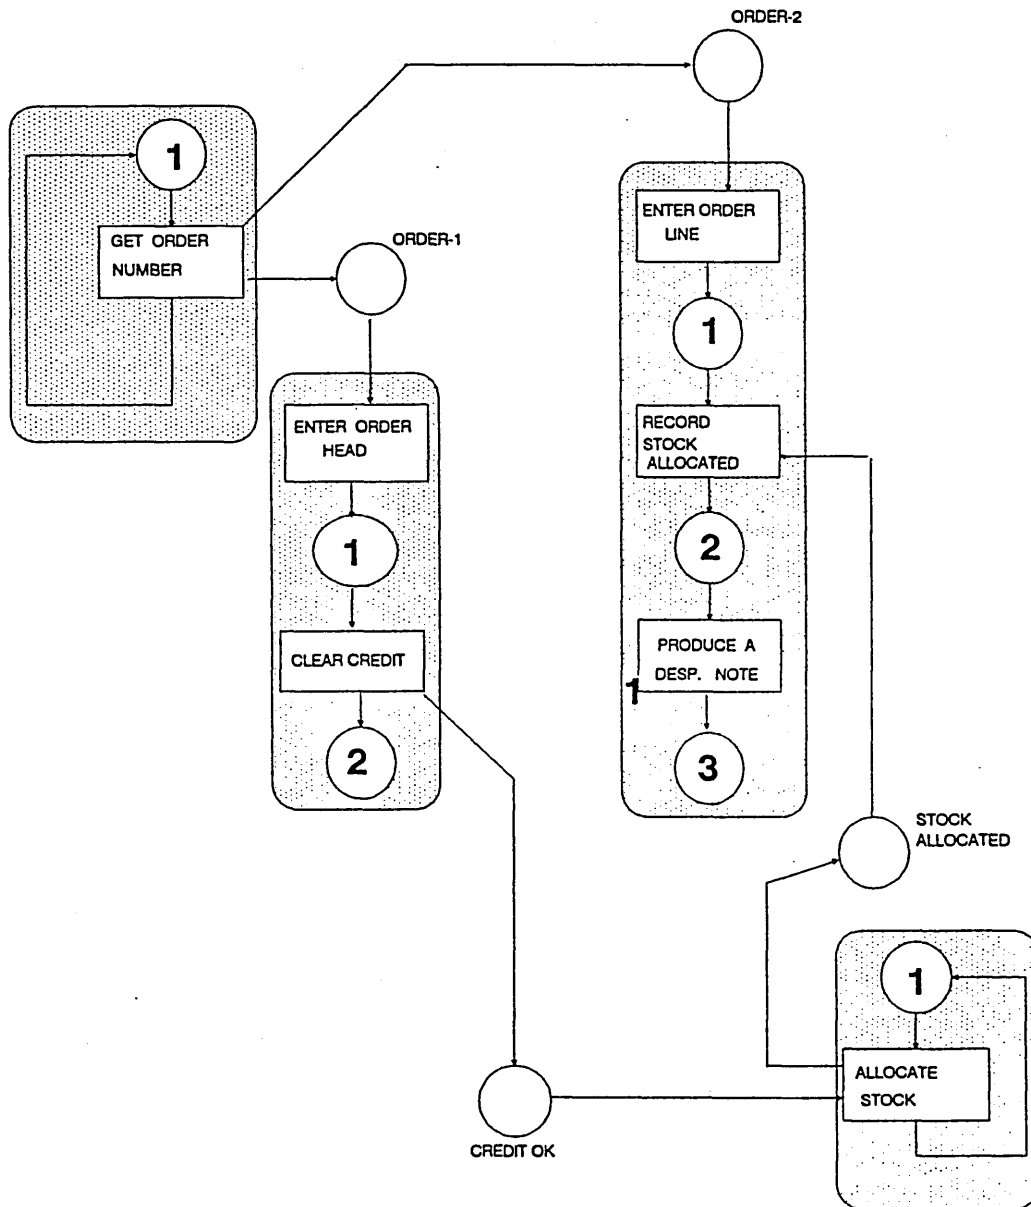 ORDER-2
1
GET ORDER
NUMBER
ORDER-1
ENTER ORDER
HEAD
1
CLEAR CREDIT
2
ENTER ORDER
LINE
1
RECORD
STOCK
ALLOCATED
2
PRODUCE A
DESP. NOTE
1
3
STOCK
ALLOCATED
1
ALLOCATE
STOCK
CREDIT OK